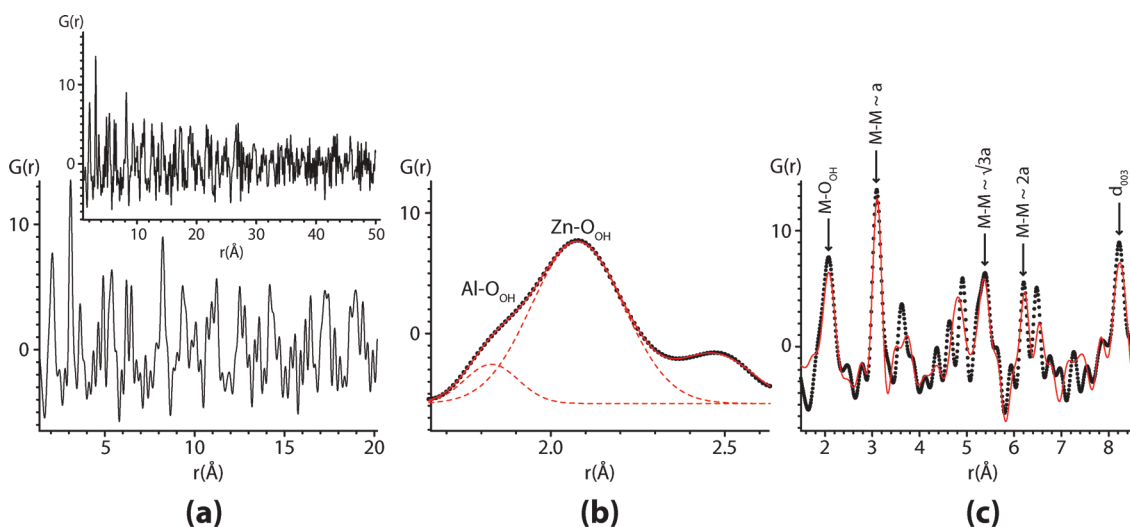 G(r)
10
0
10
20
30
40
50
r(Å)
G(r)
10
0
5
10
15
20
r(Å)
(a)
10
0
Al-O_OH
Zn-O_OH
2.0
2.5
r(Å)
(b)
G(r)
10
0
M-O_OH
M-M ~ a
M-M ~ √3a
M-M ~ 2a
d_003
2
3
4
5
6
7
8
r(Å)
(c)